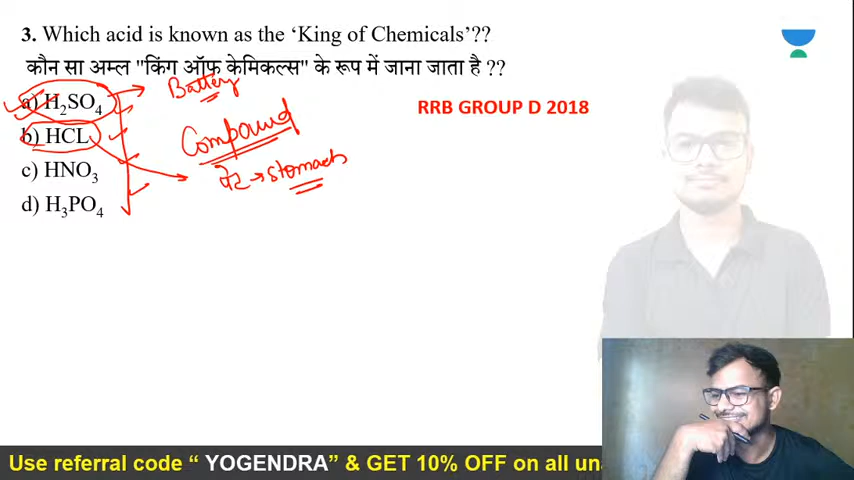 3. Which acid is known as the ‘King of Chemicals’??
कौन सा अम्ल "किंग ऑफ़ केमिकल्स" के रूप में जाना जाता है ??
a) H₂SO₄
Battery
RRB GROUP D 2018
b) HCL
Compound
c) HNO₃
पेट → stomach
d) H₃PO₄
Use referral code “ YOGENDRA” & GET 10% OFF on all una